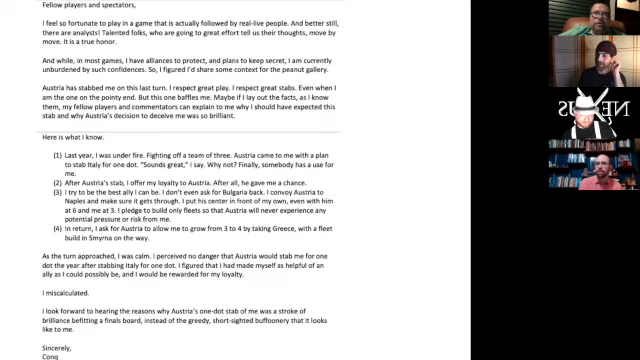 Fellow players and spectators,
I feel so fortunate to play in a game that is actually followed by real-live people. And better still,
there are analysts! Talented folks, who are going to great effort tell us their thoughts, move by
move. It is a true honor.
And while, in most games, I have alliances to protect, and plans to keep secret, I am currently
unburdened by such confidences. So, I figured I'd share some context for the peanut gallery.
Austria has stabbed me on this last turn. I respect great play. I respect great stabs. Even when I
am the one on the pointy end. But this one baffles me. Maybe if I lay out the facts, as I know
them, my fellow players and commentators can explain to me why I should have expected this
stab and why Austria's decision to deceive me was so brilliant.
Here is what I know.
(1) Last year, I was under fire. Fighting off a team of three. Austria came to me with a plan
to stab Italy for one dot. "Sounds great," I say. Why not? Finally, somebody has a use for
me.
(2) After Austria's stab, I offer my loyalty to Austria. After all, he gave me a chance.
(3) I try to be the best ally I can be. I don't even ask for Bulgaria back. I convoy Austria to
Naples and make sure it gets through. I put his center in front of my own, even with him
at 6 and me at 3. I pledge to build only fleets so that Austria will never experience any
potential pressure or risk from me.
(4) In return, I ask for Austria to allow me to grow from 3 to 4 by taking Greece, with a fleet
build in Smyrna on the way.
As the turn approached, I was calm. I perceived no danger that Austria would stab me for one
dot the year after stabbing Italy for one dot. I figured that I had made myself as helpful of an
ally as I could possibly be, and I would be rewarded for my loyalty.
I miscalculated.
I look forward to hearing the reasons why Austria's one-dot stab of me was a stroke of
brilliance befitting a finals board, instead of the greedy, short-sighted buffoonery that it looks
like to me.
Sincerely,
Conq